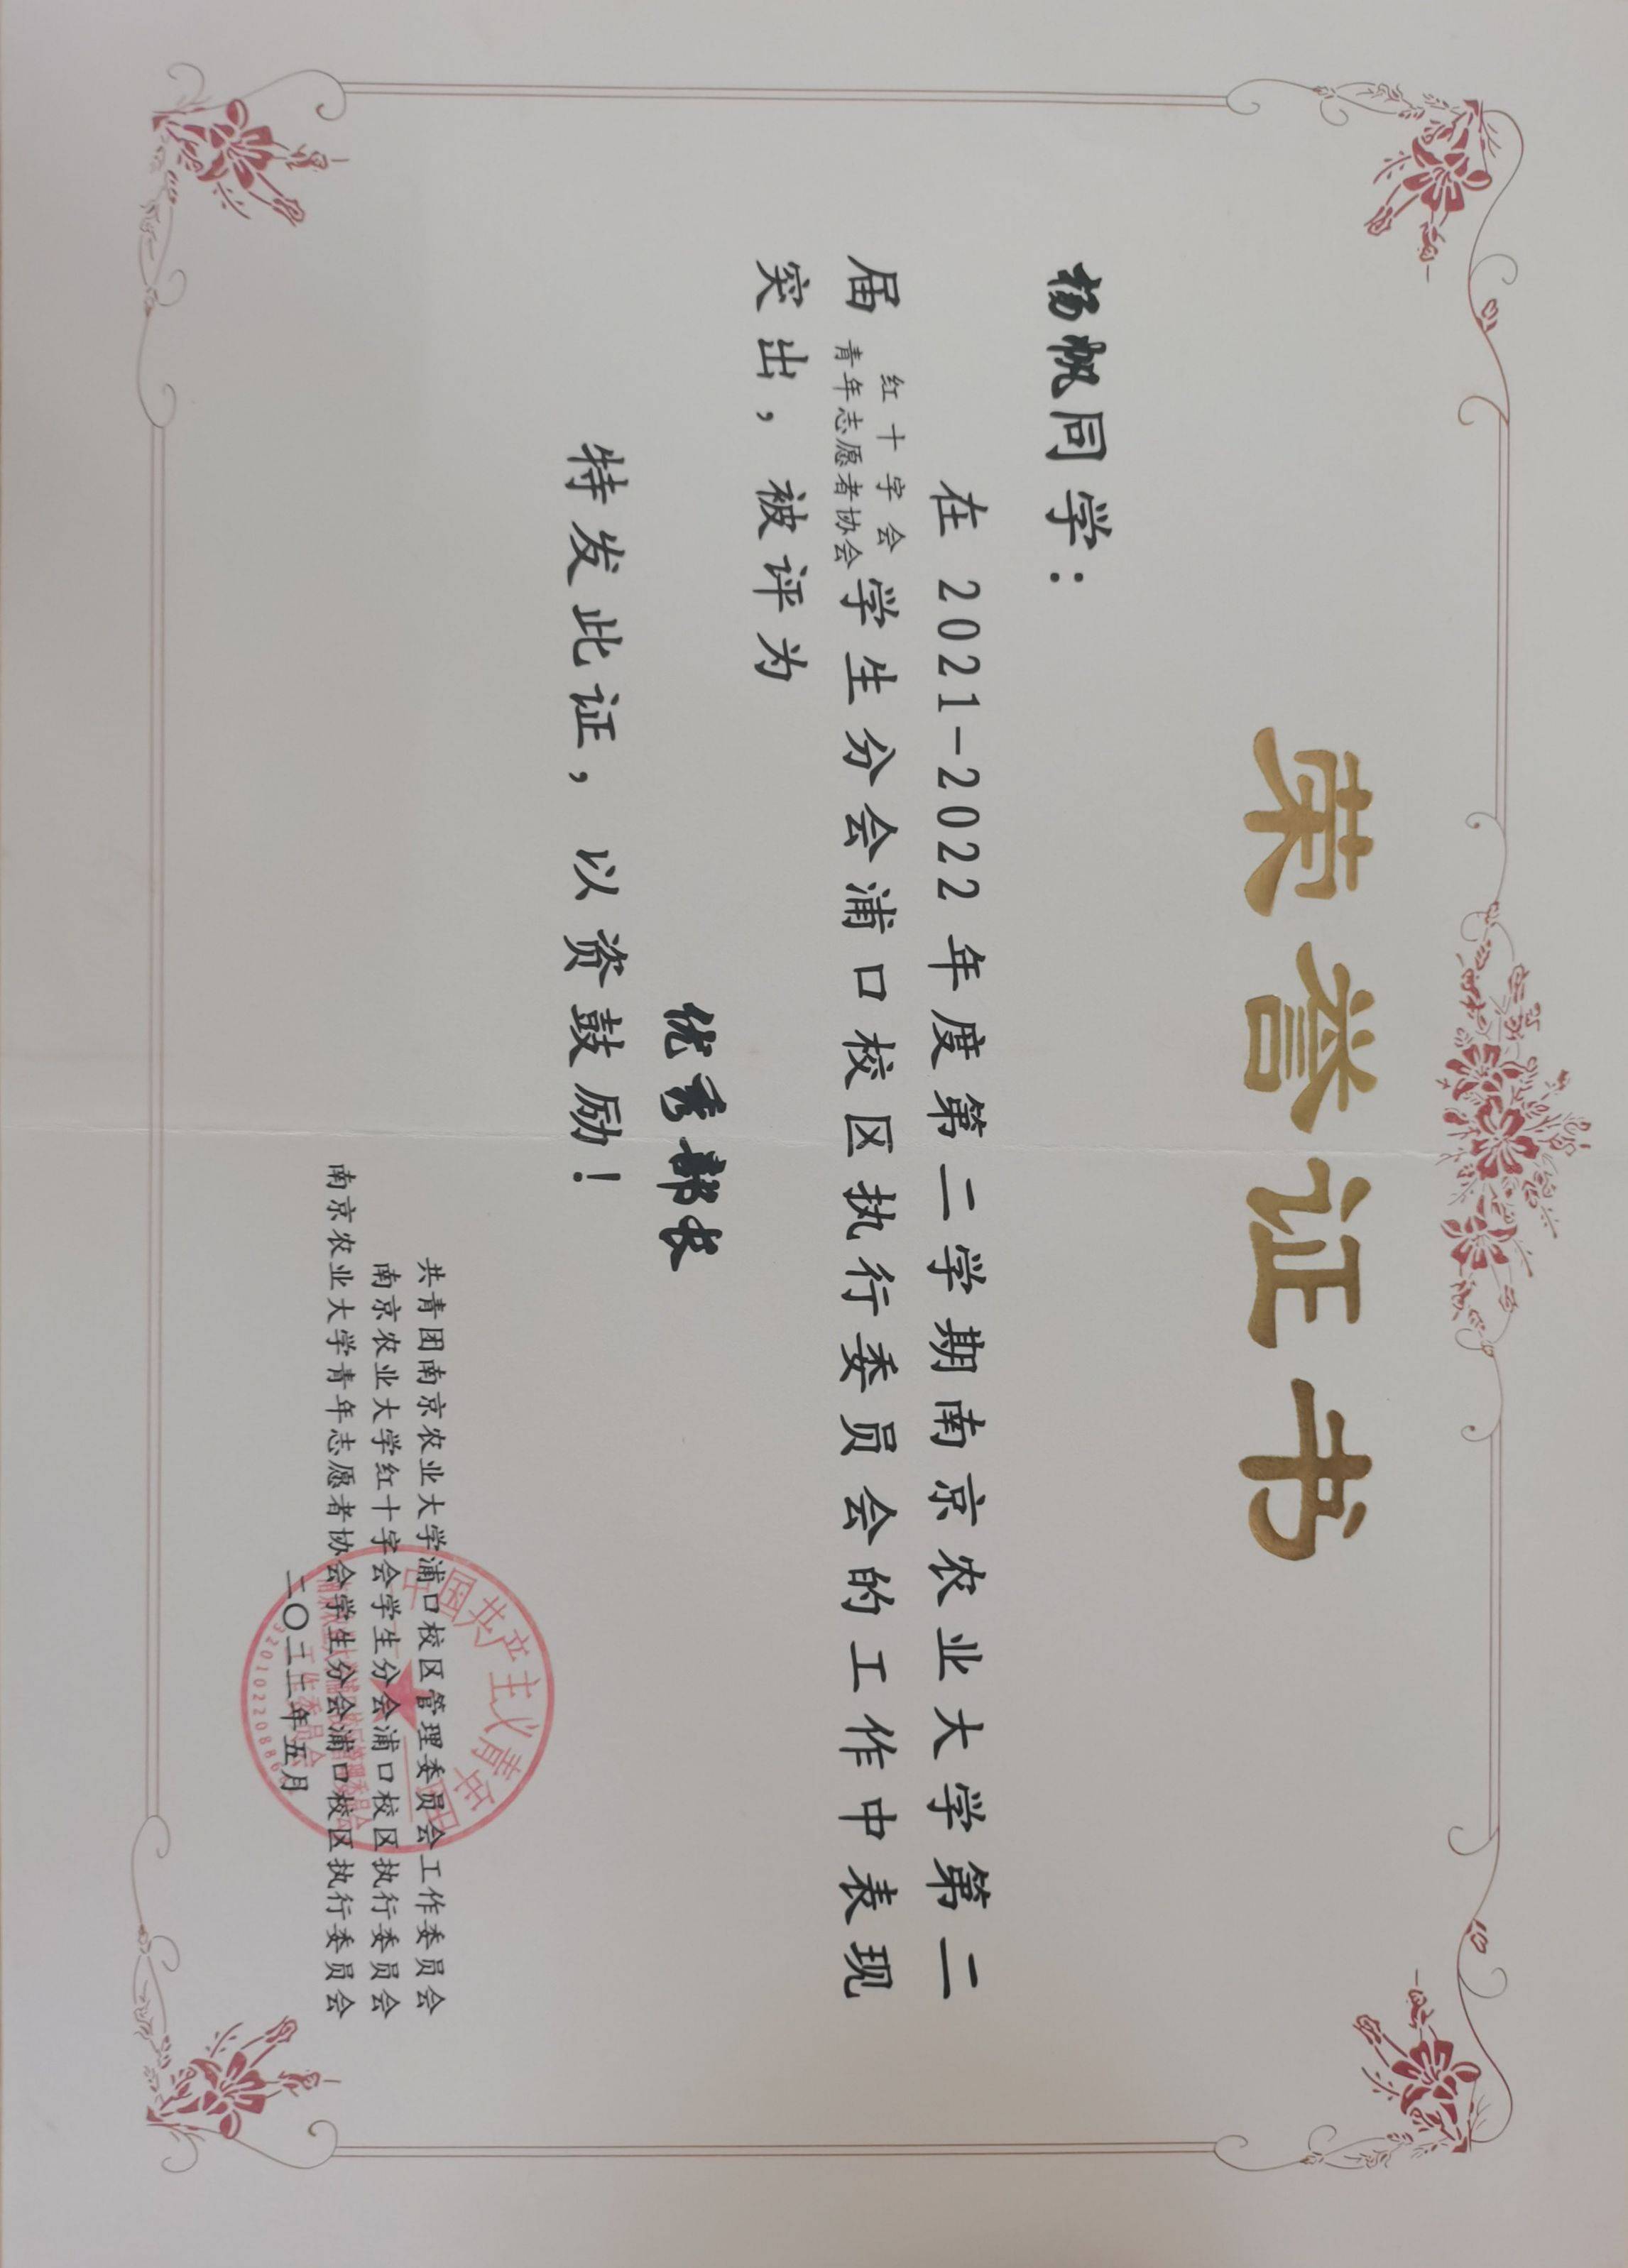 荣誉证书
杨帆同学：
在 2021-2022 年度第二学期南京农业大学第二
届 红十字会 学生分会浦口校区执行委员会的工作中表现
青年志愿者协会
突出，被评为
优秀部长
特发此证，以资鼓励！
共青团南京农业大学浦口校区管理委员会工作委员会
南京农业大学红十字会学生分会浦口校区执行委员会
南京农业大学青年志愿者协会学生分会浦口校区执行委员会
二〇二二年五月
中国共产主义青年团
南京农业大学浦口校区管理委员会
工作委员会